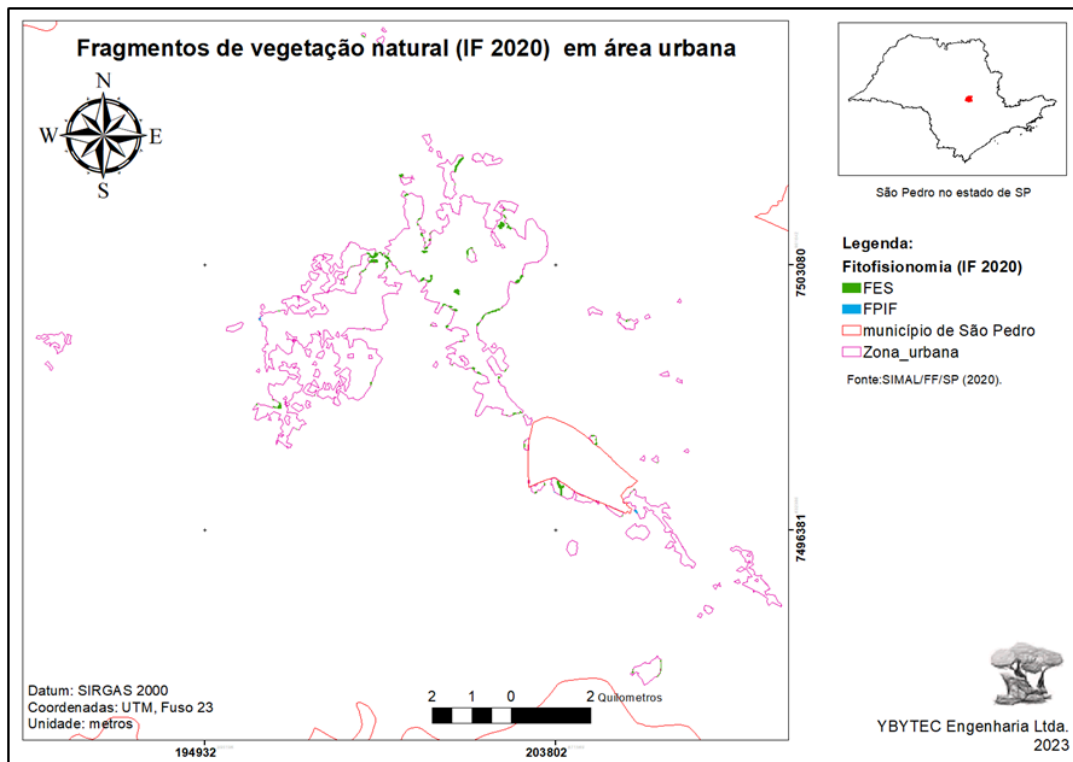 Fragmentos de vegetação natural (IF 2020) em área urbana
N
W
E
S
São Pedro no estado de SP
Legenda:
Fitofisionomia (IF 2020)
FES
FPIF
município de São Pedro
Zona_urbana
Fonte:SIMAL/FF/SP (2020).
7503080
7496381
Datum: SIRGAS 2000
Coordenadas: UTM, Fuso 23
Unidade: metros
2 1 0 2 Quilometros
YBYTEC Engenharia Ltda.
2023
194932
203802